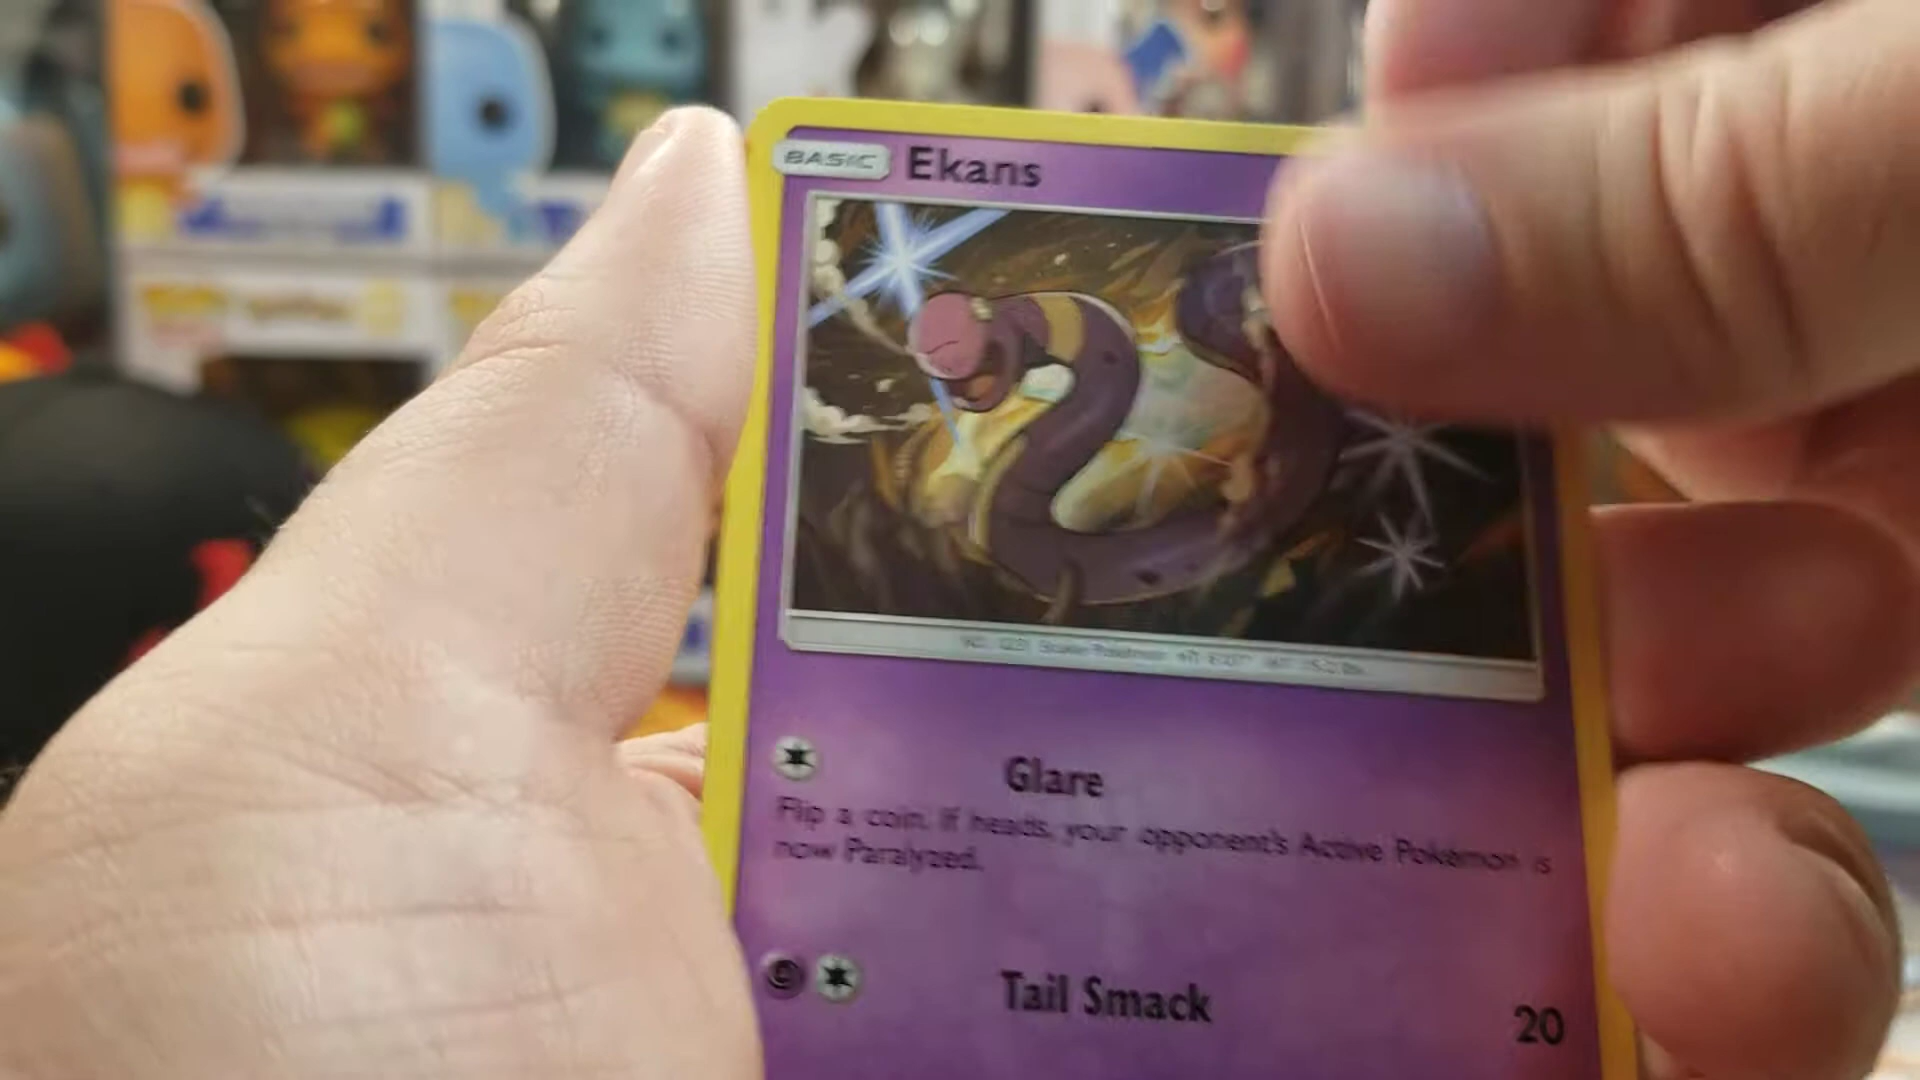 BASIC Ekans
Glare
Flip a coin. If heads, your opponent's Active Pokémon is
now Paralyzed.
Tail Smack 20